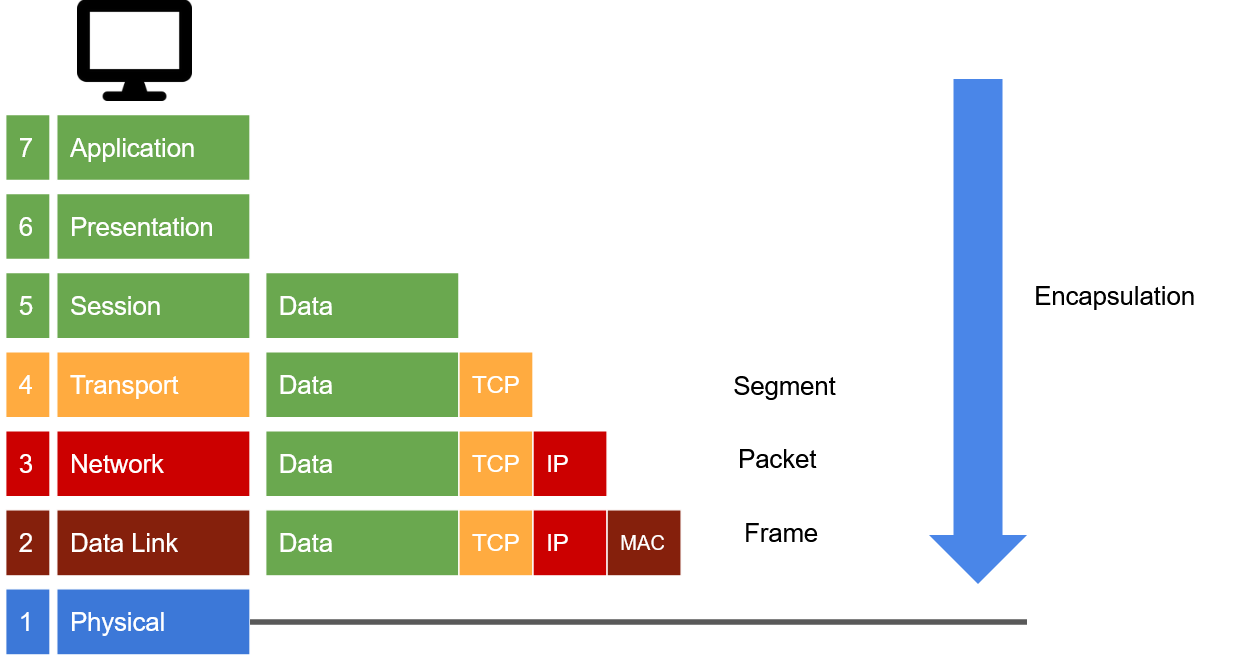 7 Application
6 Presentation
5 Session Data
Encapsulation
4 Transport Data TCP Segment
3 Network Data TCP IP Packet
2 Data Link Data TCP IP MAC Frame
1 Physical